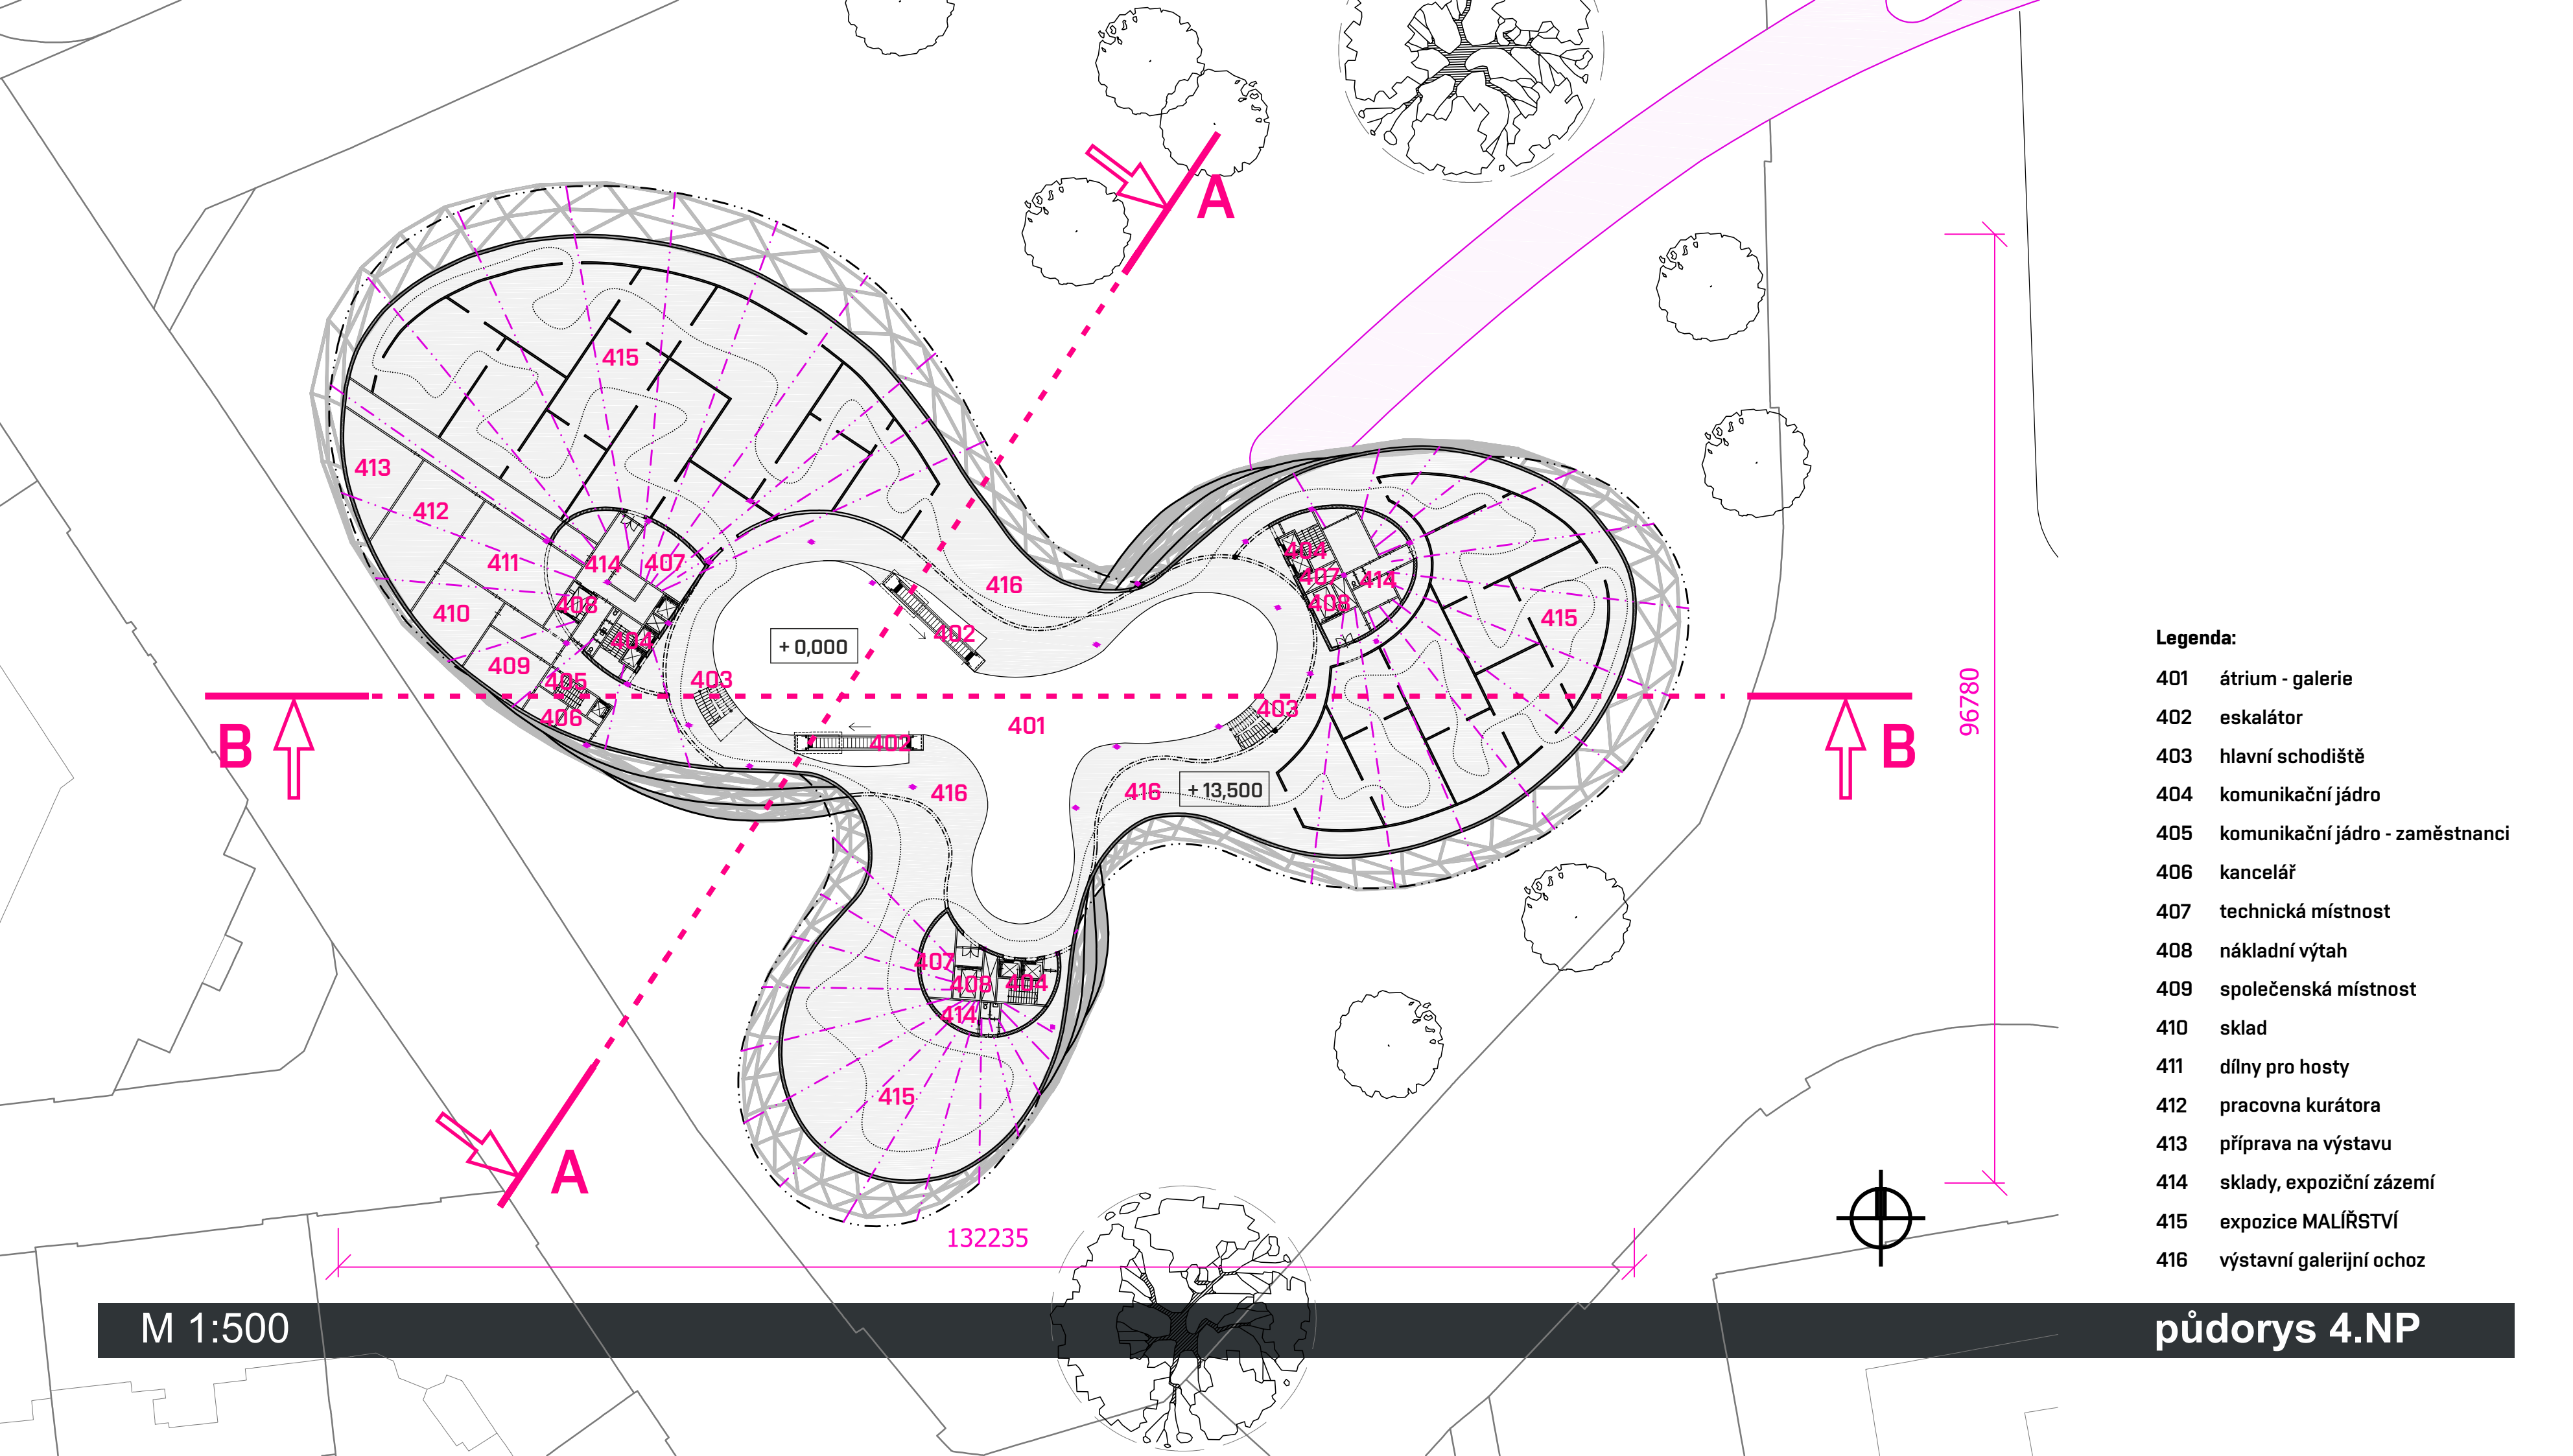 A
415
413
412
411
414
407
408
410
404
409
405
406
403
+ 0,000
402
416
404
407
414
408
415
B
401
403
402
416
416
+ 13,500
B
96780
407
408
404
414
415
A
132235
Legenda:
401 átrium - galerie
402 eskalátor
403 hlavní schodiště
404 komunikační jádro
405 komunikační jádro - zaměstnanci
406 kancelář
407 technická místnost
408 nákladní výtah
409 společenská místnost
410 sklad
411 dílny pro hosty
412 pracovna kurátora
413 příprava na výstavu
414 sklady, expoziční zázemí
415 expozice MALÍŘSTVÍ
416 výstavní galerijní ochoz
M 1:500
půdorys 4.NP